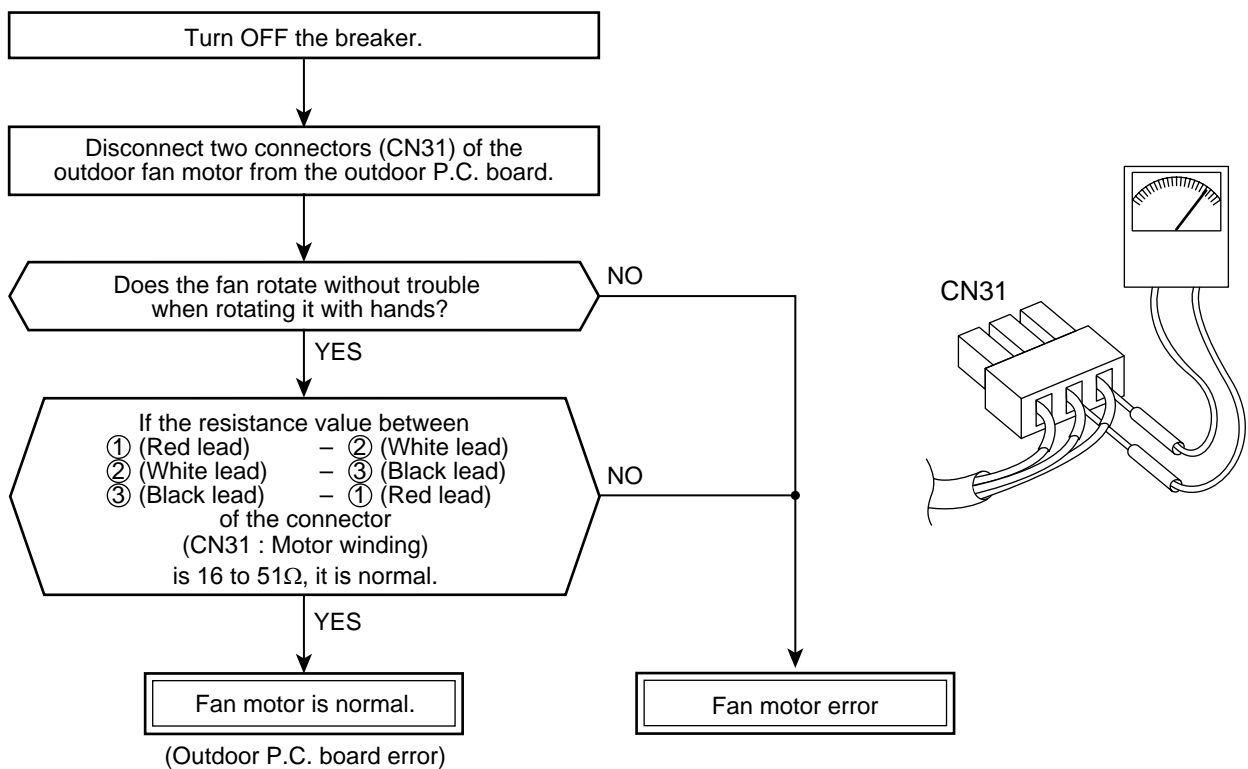 Turn OFF the breaker.
Disconnect two connectors (CN31) of the
outdoor fan motor from the outdoor P.C. board.
Does the fan rotate without trouble
when rotating it with hands?
NO
YES
CN31
If the resistance value between
① (Red lead) – ② (White lead)
② (White lead) – ③ (Black lead)
③ (Black lead) – ① (Red lead)
of the connector
(CN31 : Motor winding)
is 16 to 51Ω, it is normal.
NO
YES
Fan motor is normal.
(Outdoor P.C. board error)
Fan motor error